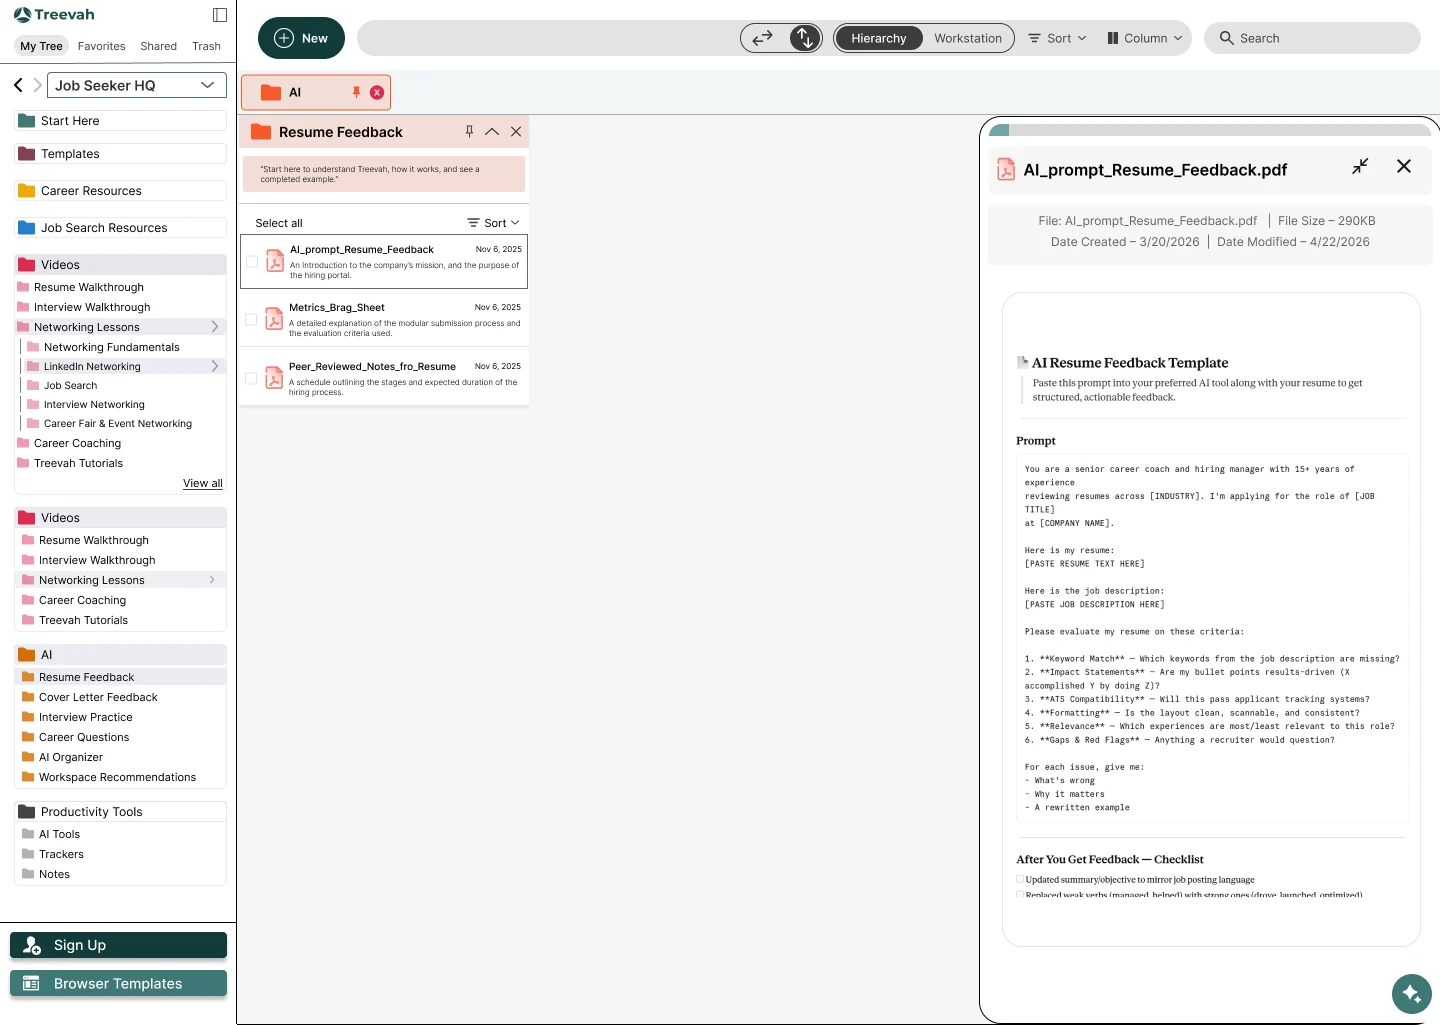 Treevah
My Tree Favorites Shared Trash
Job Seeker HQ
Start Here
Templates
Career Resources
Job Search Resources
Videos
Resume Walkthrough
Interview Walkthrough
Networking Lessons
Networking Fundamentals
LinkedIn Networking
Job Search
Interview Networking
Career Fair & Event Networking
Career Coaching
Treevah Tutorials
View all
Videos
Resume Walkthrough
Interview Walkthrough
Networking Lessons
Career Coaching
Treevah Tutorials
AI
Resume Feedback
Cover Letter Feedback
Interview Practice
Career Questions
AI Organizer
Workspace Recommendations
Productivity Tools
AI Tools
Trackers
Notes
Sign Up
Browser Templates
New
Hierarchy Workstation Sort Column Search
AI
Resume Feedback
"Start here to understand Treevah, how it works, and see a
completed example."
Select all Sort
AI_prompt_Resume_Feedback Nov 6, 2025
An Introduction to the company's mission, and the purpose of
the hiring portal.
Metrics_Brag_Sheet Nov 6, 2025
A detailed explanation of the modular submission process and
the evaluation criteria used.
Peer_Reviewed_Notes_fro_Resume Nov 6, 2025
A schedule outlining the stages and expected duration of the
hiring process.
AI_prompt_Resume_Feedback.pdf
File: AI_prompt_Resume_Feedback.pdf | File Size – 290KB
Date Created – 3/20/2026 | Date Modified – 4/22/2026
AI Resume Feedback Template
Paste this prompt into your preferred AI tool along with your resume to get
structured, actionable feedback.
Prompt
You are a senior career coach and hiring manager with 15+ years of
experience
reviewing resumes across [INDUSTRY]. I'm applying for the role of [JOB
TITLE]
at [COMPANY NAME].
Here is my resume:
[PASTE RESUME TEXT HERE]
Here is the job description:
[PASTE JOB DESCRIPTION HERE]
Please evaluate my resume on these criteria:
1. **Keyword Match** — Which keywords from the job description are missing?
2. **Impact Statements** — Are my bullet points results-driven (X
accomplished Y by doing Z)?
3. **ATS Compatibility** — Will this pass applicant tracking systems?
4. **Formatting** — Is the layout clean, scannable, and consistent?
5. **Relevance** — Which experiences are most/least relevant to this role?
6. **Gaps & Red Flags** — Anything a recruiter would question?
For each issue, give me:
- What's wrong
- Why it matters
- A rewritten example
After You Get Feedback — Checklist
Updated summary/objective to mirror job posting language
Replaced weak verbs (managed, helped) with strong ones (drove, launched, optimized)